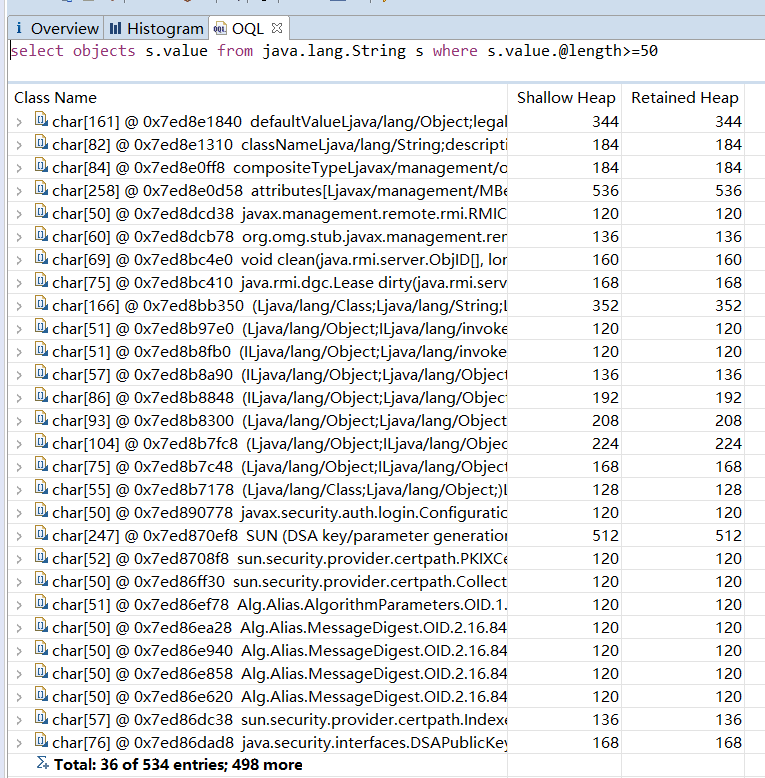 Overview Histogram OQL
select objects s.value from java.lang.String s where s.value.@length>=50
Class Name Shallow Heap Retained Heap
char[161] @ 0x7ed8e1840 defaultValueLjava/lang/Object;legal 344 344
char[82] @ 0x7ed8e1310 classNameLjava/lang/String;descripti 184 184
char[84] @ 0x7ed8e0ff8 compositeTypeLjavax/management/o 184 184
char[258] @ 0x7ed8e0d58 attributes[Ljavax/management/MBe 536 536
char[50] @ 0x7ed8dcd38 javax.management.remote.rmi.RMIC 120 120
char[60] @ 0x7ed8dcb78 org.omg.stub.javax.management.rer 136 136
char[69] @ 0x7ed8bc4e0 void clean(java.rmi.server.ObjID[], lor 160 160
char[75] @ 0x7ed8bc410 java.rmi.dgc.Lease dirty(java.rmi.serv 168 168
char[166] @ 0x7ed8bb350 (Ljava/lang/Class;Ljava/lang/String;L 352 352
char[51] @ 0x7ed8b97e0 (Ljava/lang/Object;ILjava/lang/invoke 120 120
char[51] @ 0x7ed8b8fb0 (ILjava/lang/Object;Ljava/lang/invoke 120 120
char[57] @ 0x7ed8b8a90 (ILjava/lang/Object;Ljava/lang/Object 136 136
char[86] @ 0x7ed8b8848 (ILjava/lang/Object;Ljava/lang/Objec 192 192
char[93] @ 0x7ed8b8300 (Ljava/lang/Object;Ljava/lang/Object 208 208
char[104] @ 0x7ed8b7fc8 (Ljava/lang/Object;ILjava/lang/Objec 224 224
char[75] @ 0x7ed8b7c48 (Ljava/lang/Object;ILjava/lang/Object 168 168
char[55] @ 0x7ed8b7178 (Ljava/lang/Class;Ljava/lang/Object;)L 128 128
char[50] @ 0x7ed890778 javax.security.auth.login.Configuratic 120 120
char[247] @ 0x7ed870ef8 SUN (DSA key/parameter generation 512 512
char[52] @ 0x7ed8708f8 sun.security.provider.certpath.PKIXCe 120 120
char[50] @ 0x7ed86ff30 sun.security.provider.certpath.Collect 120 120
char[51] @ 0x7ed86ef78 Alg.Alias.AlgorithmParameters.OID.1. 120 120
char[50] @ 0x7ed86ea28 Alg.Alias.MessageDigest.OID.2.16.84 120 120
char[50] @ 0x7ed86e940 Alg.Alias.MessageDigest.OID.2.16.84 120 120
char[50] @ 0x7ed86e858 Alg.Alias.MessageDigest.OID.2.16.84 120 120
char[50] @ 0x7ed86e620 Alg.Alias.MessageDigest.OID.2.16.84 120 120
char[57] @ 0x7ed86dc38 sun.security.provider.certpath.Indexe 136 136
char[76] @ 0x7ed86dad8 java.security.interfaces.DSAPublicKey 168 168
Total: 36 of 534 entries; 498 more